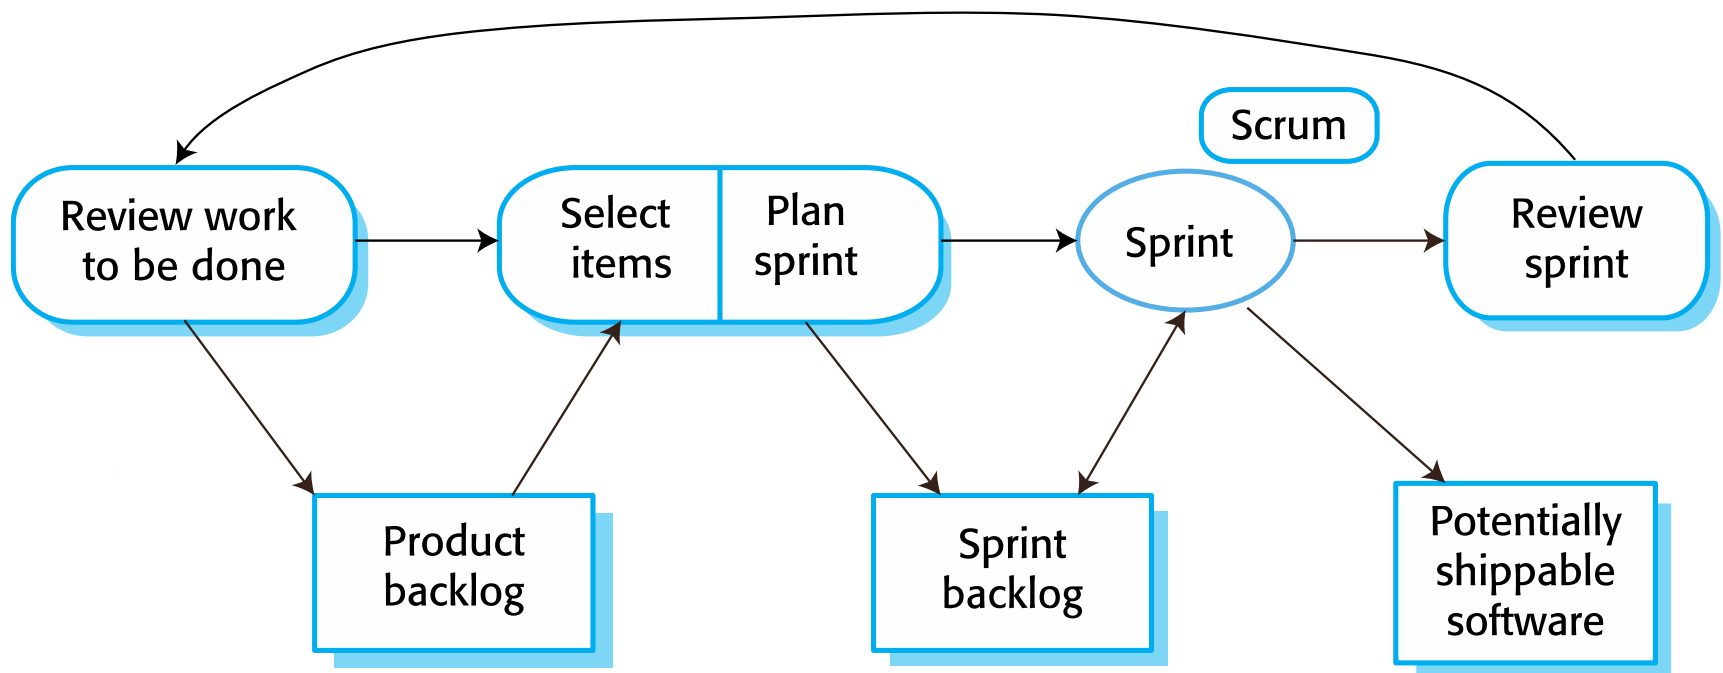 Scrum
Review work
to be done
Select
items
Plan
sprint
Sprint
Review
sprint
Product
backlog
Sprint
backlog
Potentially
shippable
software